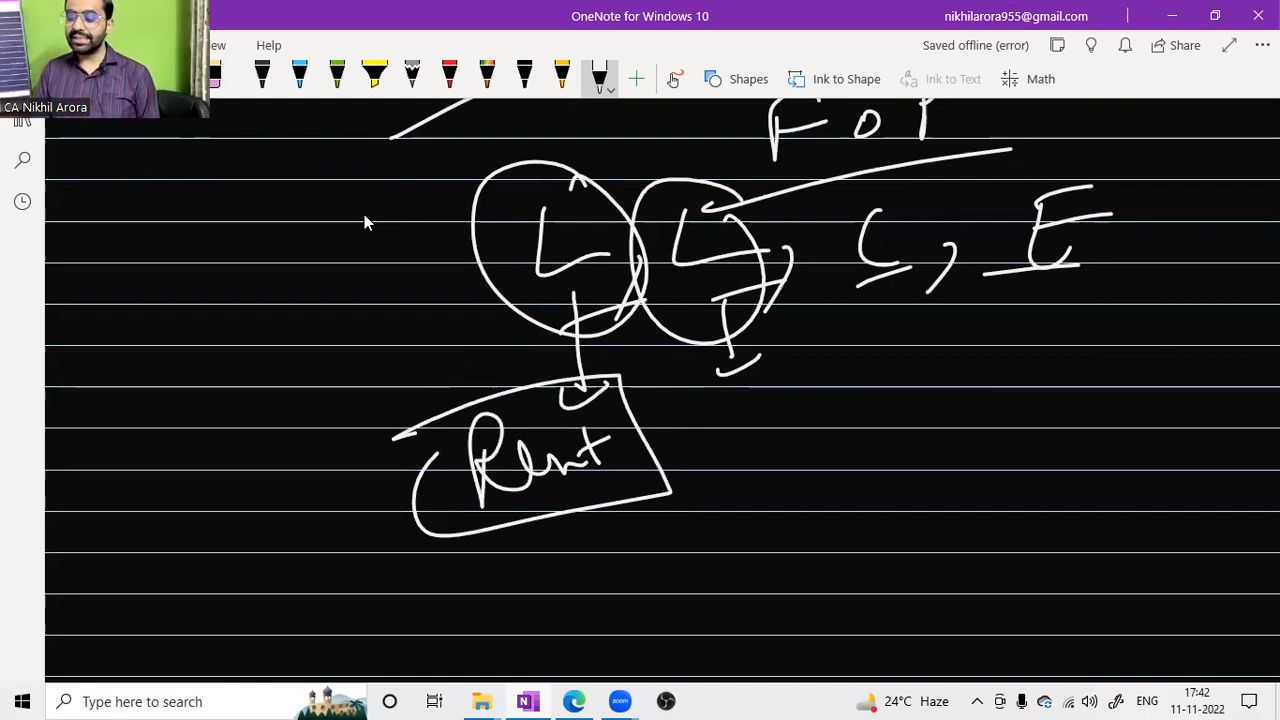 OneNote for Windows 10
nikhilarora955@gmail.com
Help
Saved offline (error)
Share
Shapes
Ink to Shape
Ink to Text
Math
CA Nikhil Arora
FOP
L, L, C, E
Rent
Type here to search
24°C Haze
ENG
17:42
11-11-2022